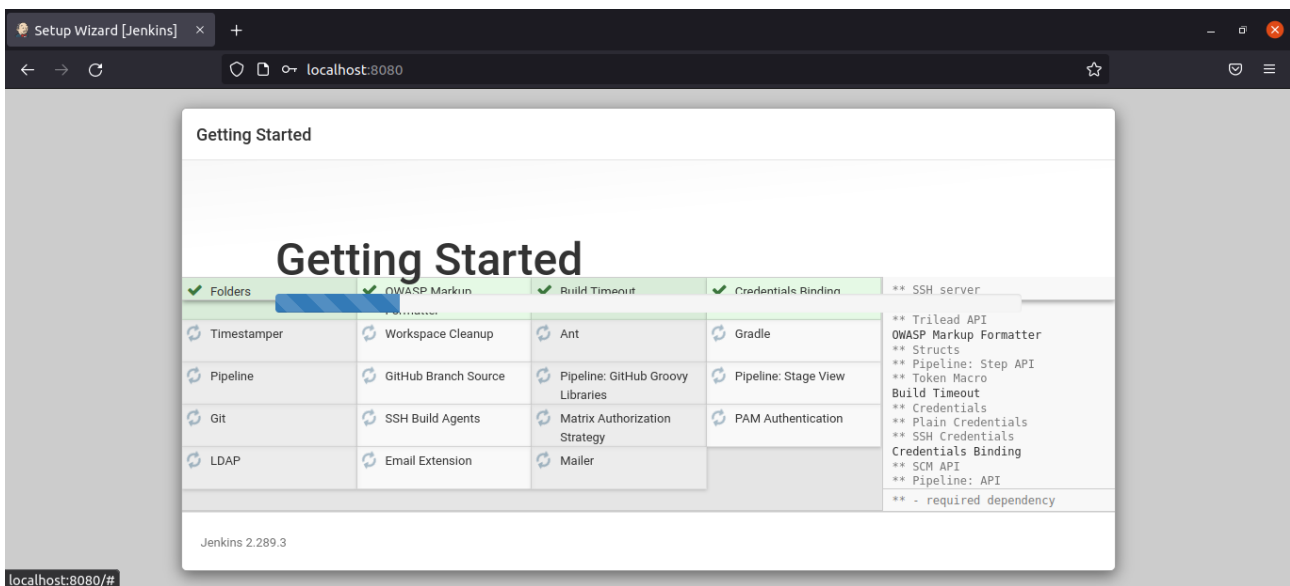 Setup Wizard [Jenkins]
localhost:8080
Getting Started
Getting Started
Folders
OWASP Markup
Formatter
Build Timeout
Credentials Binding
Timestamper
Workspace Cleanup
Ant
Gradle
Pipeline
GitHub Branch Source
Pipeline: GitHub Groovy
Libraries
Pipeline: Stage View
Git
SSH Build Agents
Matrix Authorization
Strategy
PAM Authentication
LDAP
Email Extension
Mailer
** SSH server
** Trilead API
OWASP Markup Formatter
** Structs
** Pipeline: Step API
** Token Macro
Build Timeout
** Credentials
** Plain Credentials
** SSH Credentials
Credentials Binding
** SCM API
** Pipeline: API
** - required dependency
Jenkins 2.289.3
localhost:8080/#